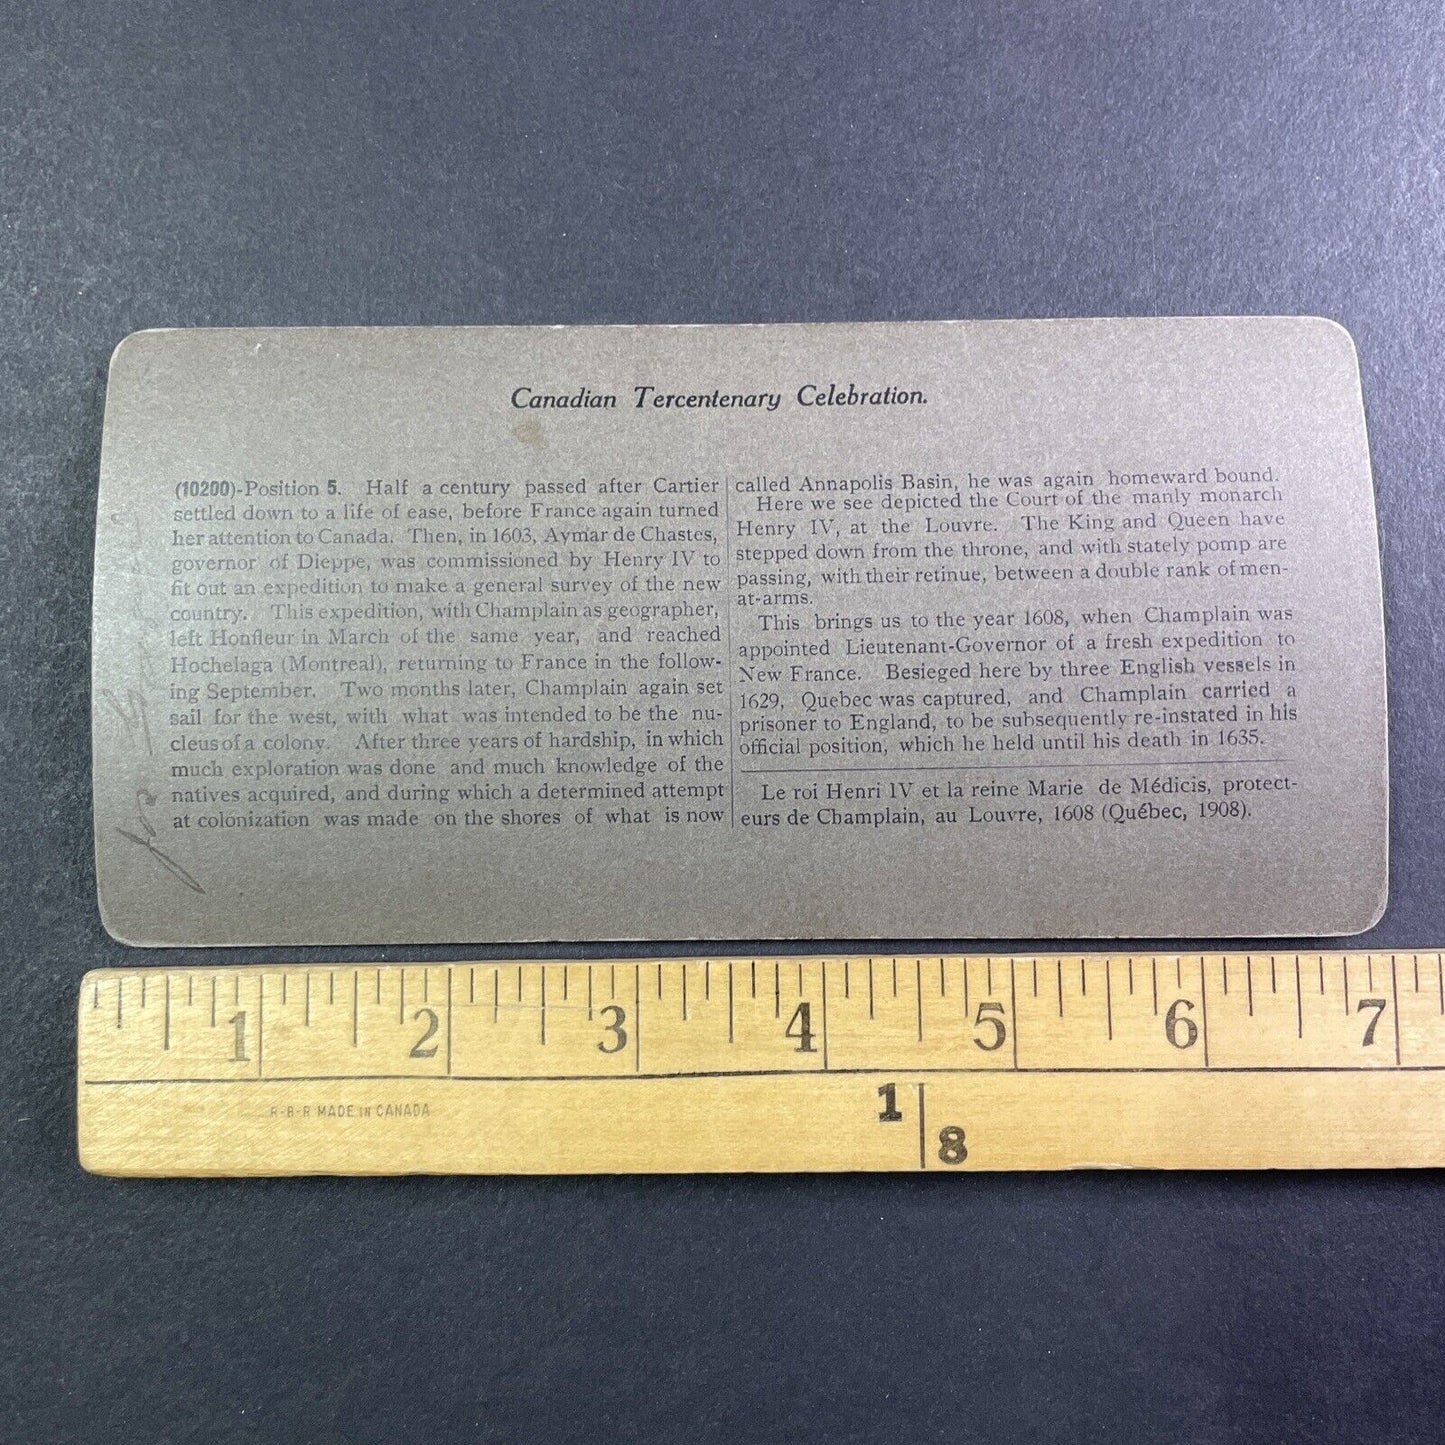 Canadian Tercentenary Celebration.
(10200)-Position 5. Half a century passed after Cartier
settled down to a life of ease, before France again turned
her attention to Canada. Then, in 1603, Aymar de Chastes,
governor of Dieppe, was commissioned by Henry IV to
fit out an expedition to make a general survey of the new
country. This expedition, with Champlain as geographer,
left Honfleur in March of the same year, and reached
Hochelaga (Montreal), returning to France in the follow-
ing September. Two months later, Champlain again set
sail for the west, with what was intended to be the nu-
cleus of a colony. After three years of hardship, in which
much exploration was done and much knowledge of the
natives acquired, and during which a determined attempt
at colonization was made on the shores of what is now
called Annapolis Basin, he was again homeward bound.
Here we see depicted the Court of the manly monarch
Henry IV, at the Louvre. The King and Queen have
stepped down from the throne, and with stately pomp are
passing, with their retinue, between a double rank of men-
at-arms.
This brings us to the year 1608, when Champlain was
appointed Lieutenant-Governor of a fresh expedition to
New France. Besieged here by three English vessels in
1629, Quebec was captured, and Champlain carried a
prisoner to England, to be subsequently re-instated in his
official position, which he held until his death in 1635.
Le roi Henri IV et la reine Marie de Médicis, protect-
eurs de Champlain, au Louvre, 1608 (Québec, 1908).
1 2 3 4 5 6 7
R-B-R MADE IN CANADA
1
8